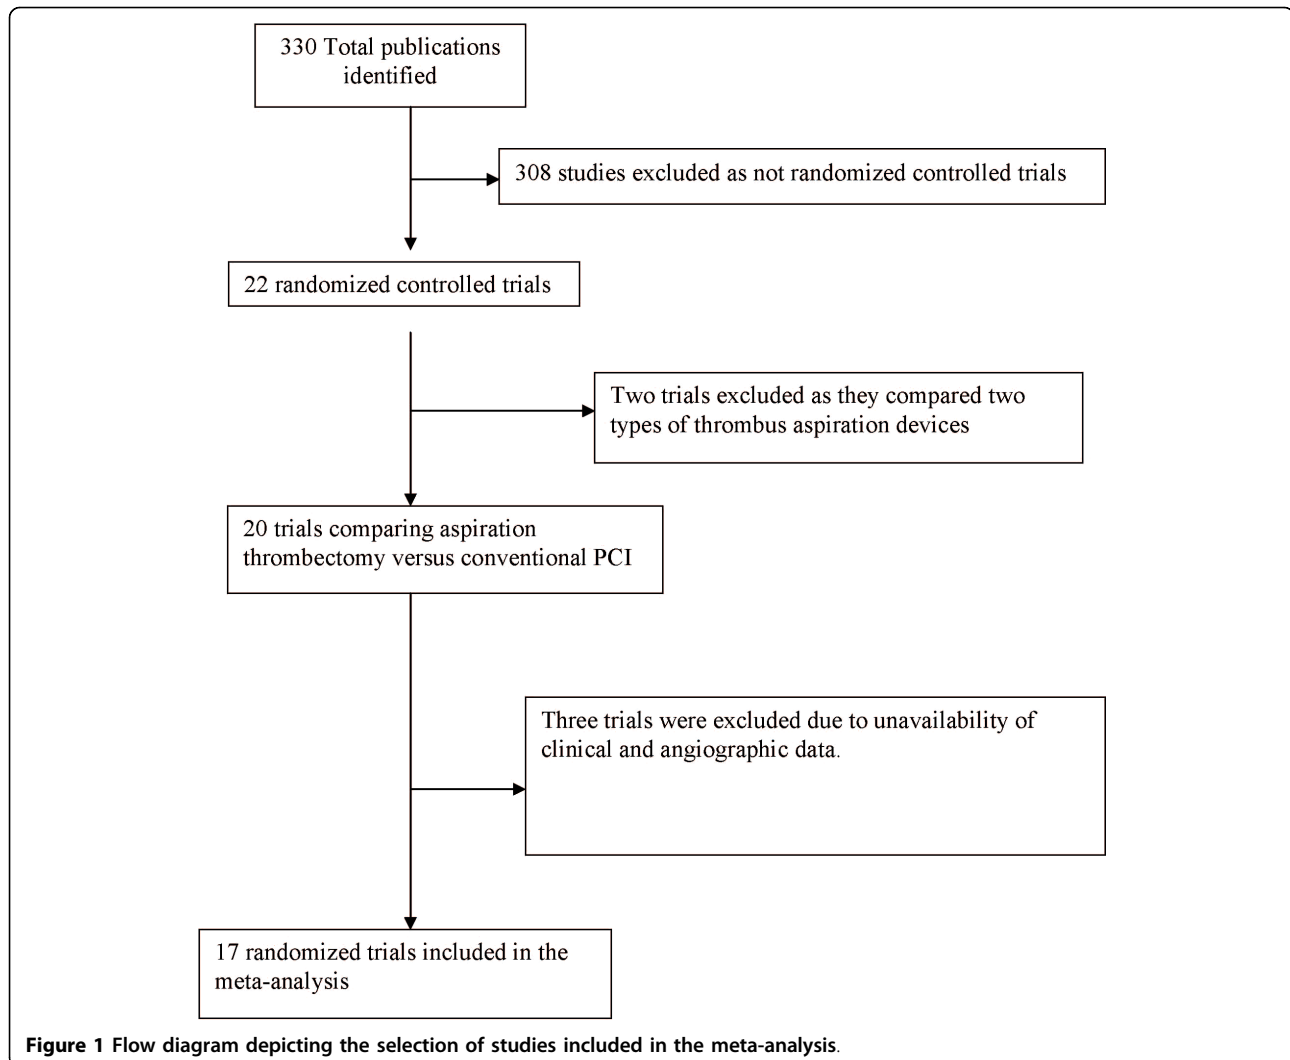 330 Total publications
identified
308 studies excluded as not randomized controlled trials
22 randomized controlled trials
Two trials excluded as they compared two
types of thrombus aspiration devices
20 trials comparing aspiration
thrombectomy versus conventional PCI
Three trials were excluded due to unavailability of
clinical and angiographic data.
17 randomized trials included in the
meta-analysis
Figure 1 Flow diagram depicting the selection of studies included in the meta-analysis.